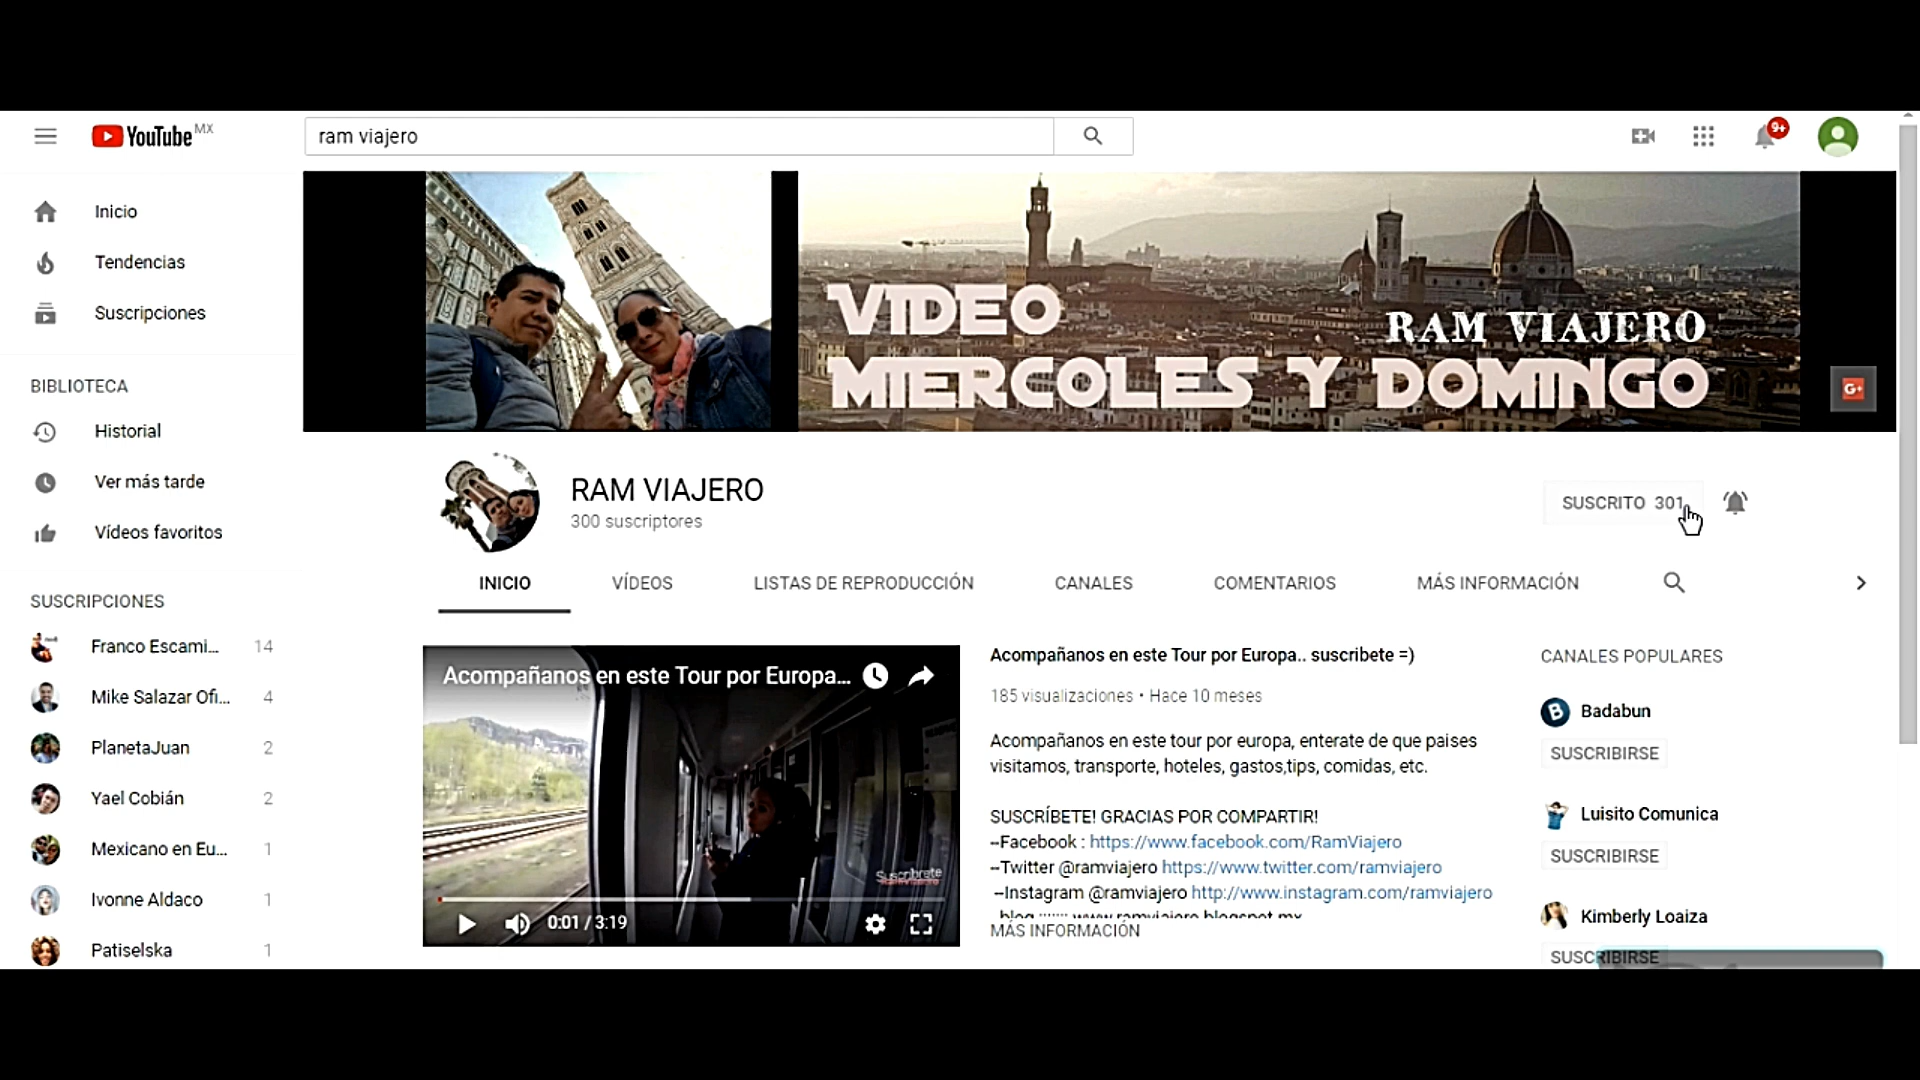 YouTube MX
ram viajero
9+
Inicio
Tendencias
Suscripciones
BIBLIOTECA
Historial
Ver más tarde
Vídeos favoritos
SUSCRIPCIONES
Franco Escami... 14
Mike Salazar Ofi... 4
PlanetaJuan 2
Yael Cobián 2
Mexicano en Eu... 1
Ivonne Aldaco 1
Patiselska 1
VIDEO
RAM VIAJERO
MIERCOLES Y DOMINGO
G+
RAM VIAJERO
300 suscriptores
SUSCRITO 301
INICIO VÍDEOS LISTAS DE REPRODUCCIÓN CANALES COMENTARIOS MÁS INFORMACIÓN
Acompañanos en este Tour por Europa...
Suscribrete
RAMVIAJERO
0:01 / 3:19
Acompañanos en este Tour por Europa.. suscribete =)
185 visualizaciones • Hace 10 meses
Acompañanos en este tour por europa, enterate de que paises
visitamos, transporte, hoteles, gastos,tips, comidas, etc.
SUSCRÍBETE! GRACIAS POR COMPARTIR!
--Facebook : https://www.facebook.com/RamViajero
--Twitter @ramviajero https://www.twitter.com/ramviajero
--Instagram @ramviajero http://www.instagram.com/ramviajero
MÁS INFORMACIÓN
CANALES POPULARES
Badabun
SUSCRIBIRSE
Luisito Comunica
SUSCRIBIRSE
Kimberly Loaiza
SUSCRIBIRSE